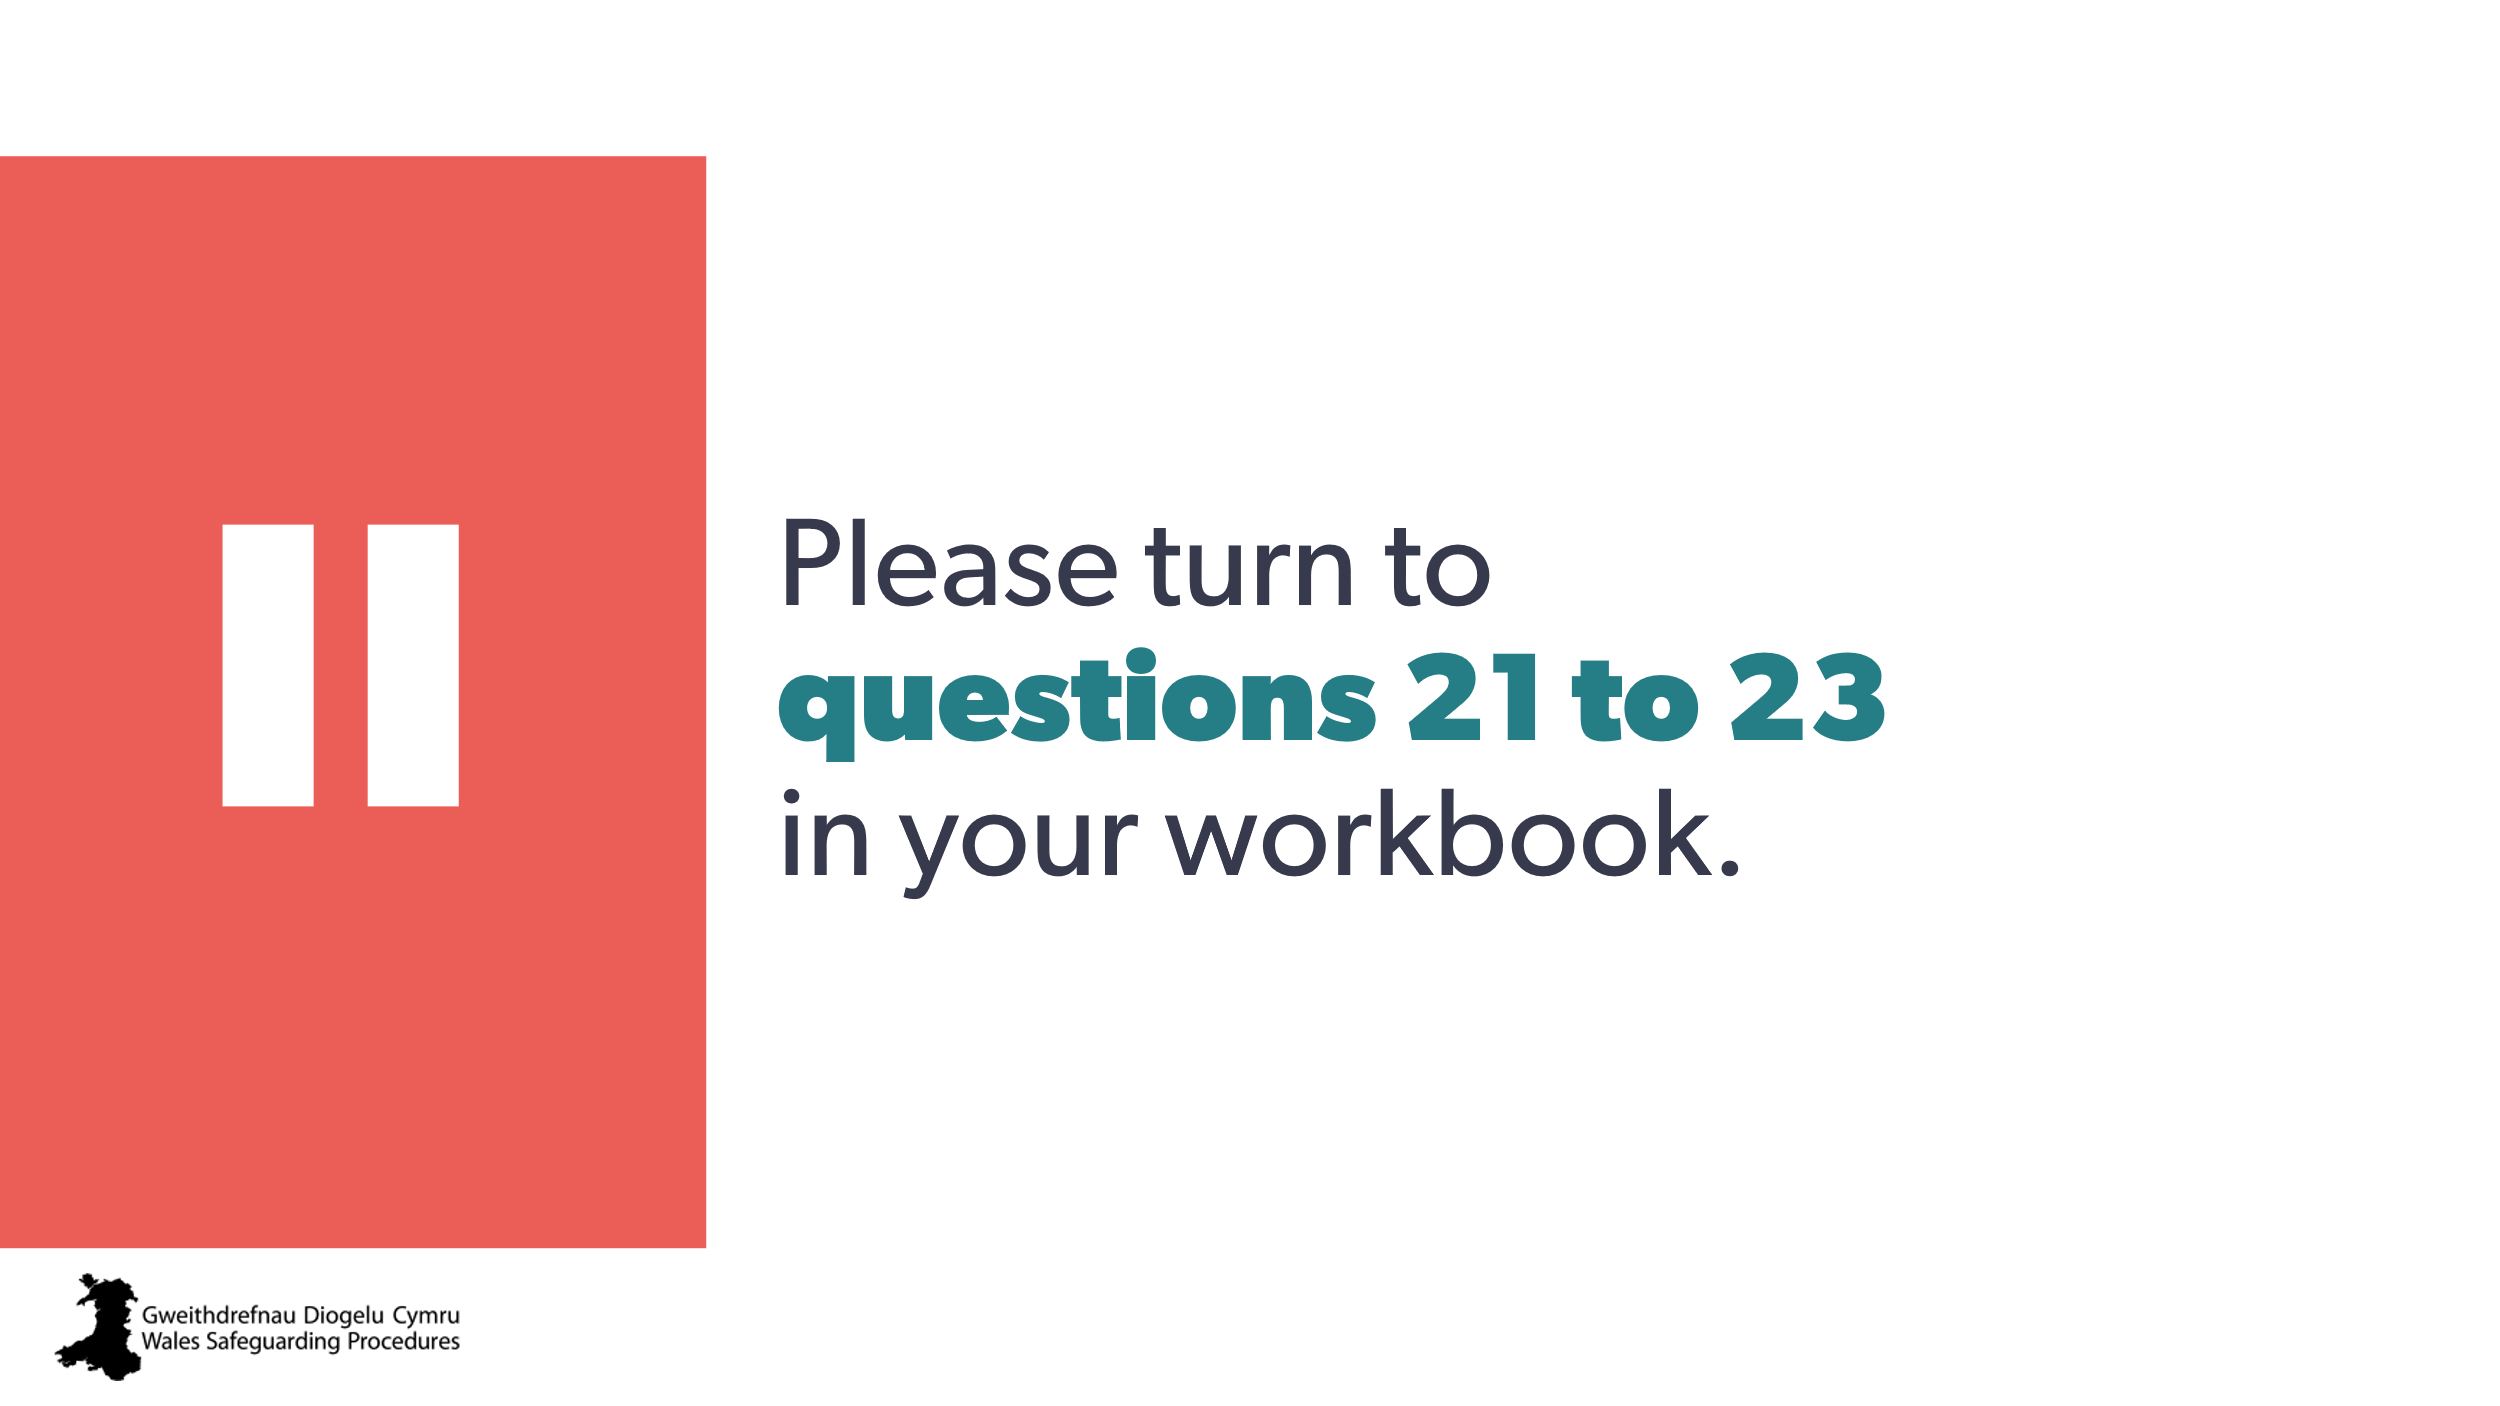 Please turn to
questions 21 to 23
in your workbook.
Gweithdrefnau Diogelu Cymru
Wales Safeguarding Procedures